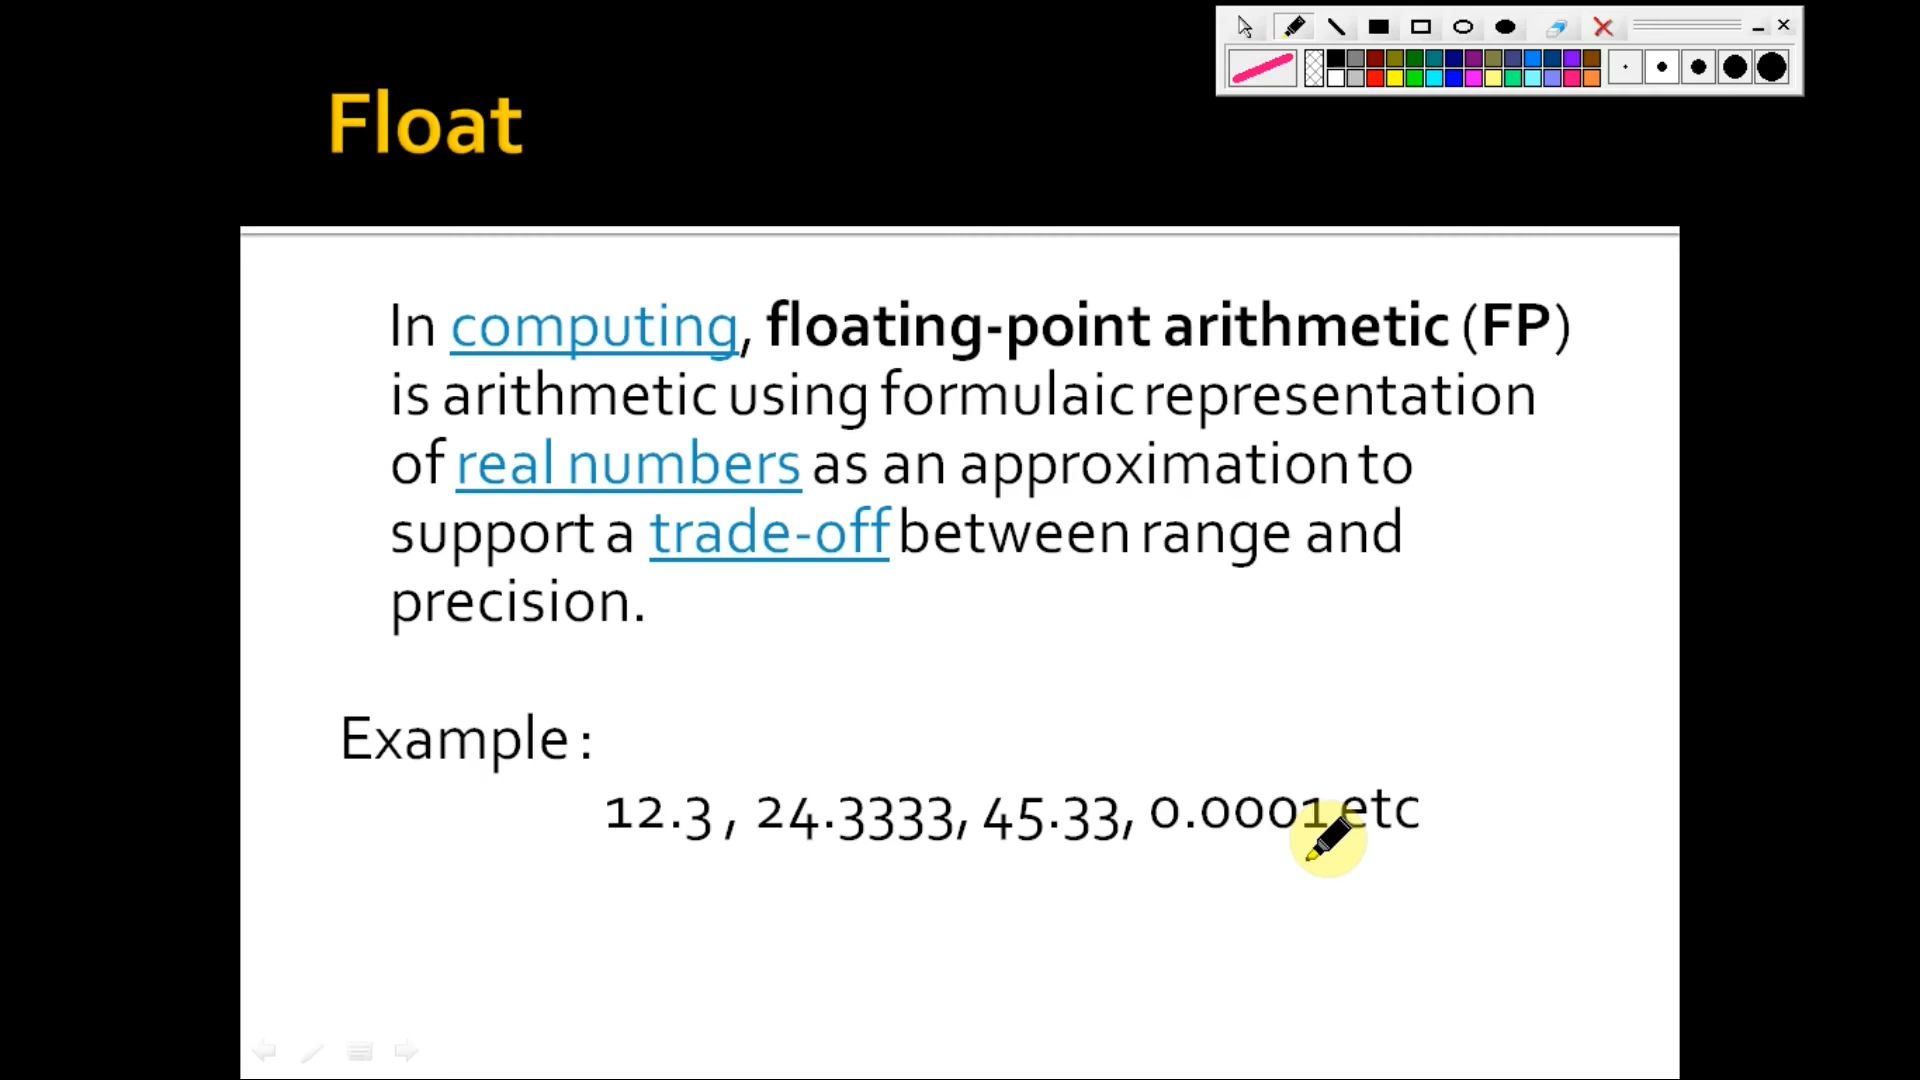 Float
In computing, floating-point arithmetic (FP)
is arithmetic using formulaic representation
of real numbers as an approximation to
support a trade-off between range and
precision.
Example :
12.3 , 24.3333, 45.33, 0.0001 etc